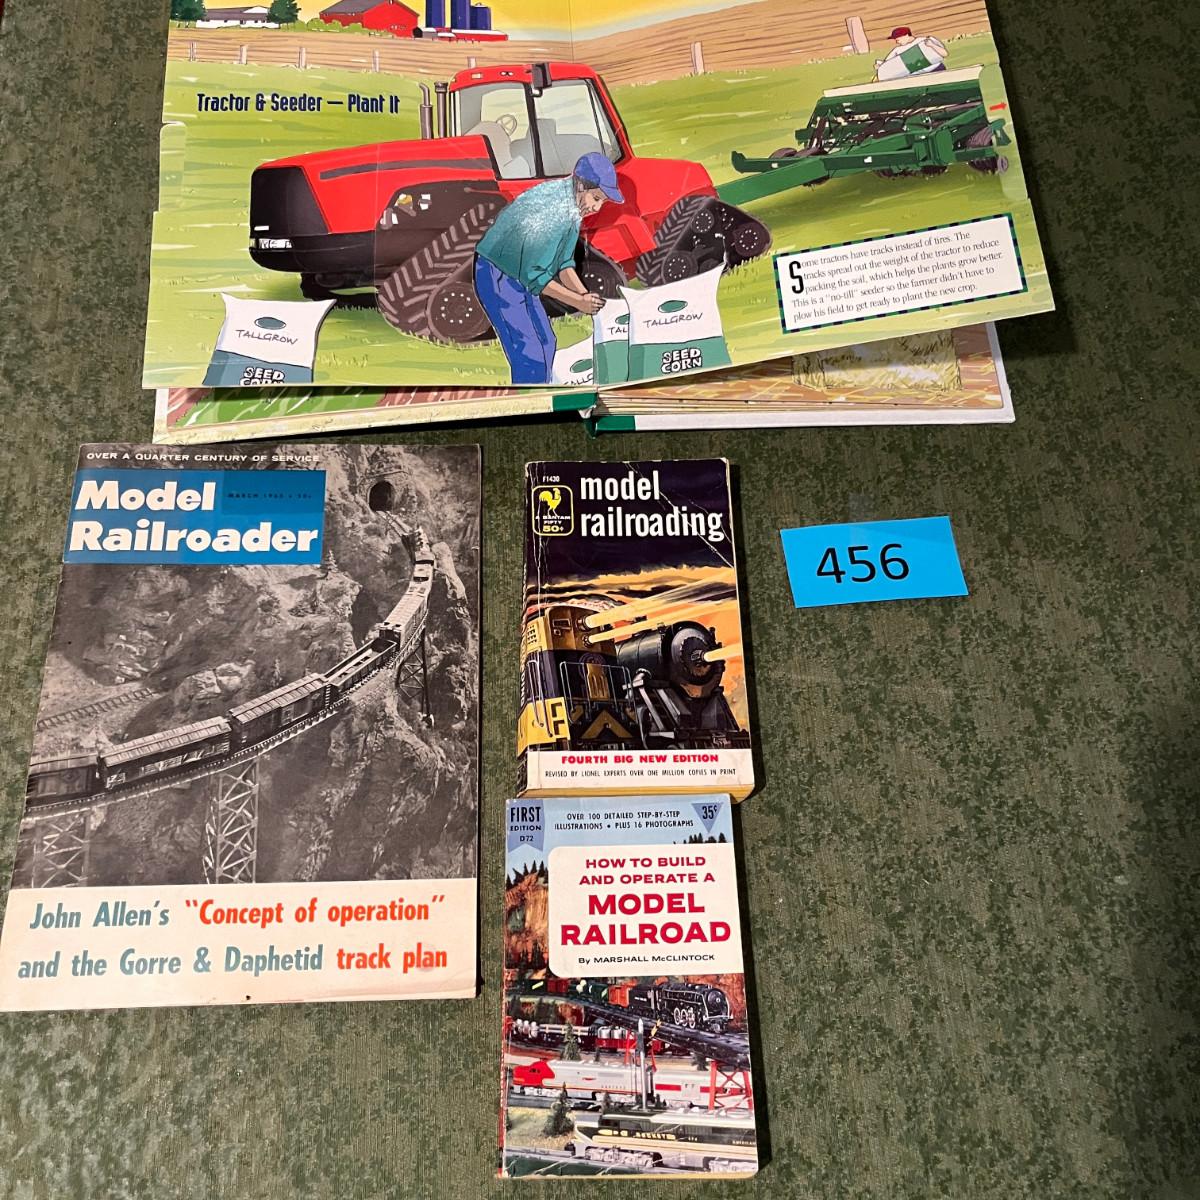 Tractor & Seeder — Plant It
Some tractors have tracks instead of tires. The
tracks spread out the weight of the tractor to reduce
packing the soil, which helps the plants grow better.
This is a "no-till" seeder so the farmer didn't have to
plow his field to get ready to plant the new crop.
TALLGROW
SEED
CORN
TAL
TALLGROW
SEED
CORN
OVER A QUARTER CENTURY OF SERVICE
Model
Railroader
John Allen's "Concept of operation"
and the Gorre & Daphetid track plan
F1430
A BANTAM
FIFTY
50¢
model
railroading
FOURTH BIG NEW EDITION
REVISED BY LIONEL EXPERTS OVER ONE MILLION COPIES IN PRINT
456
FIRST
EDITION
D72
OVER 100 DETAILED STEP-BY-STEP
ILLUSTRATIONS • PLUS 16 PHOTOGRAPHS
35¢
HOW TO BUILD
AND OPERATE A
MODEL
RAILROAD
By MARSHALL McCLINTOCK
ROCKET